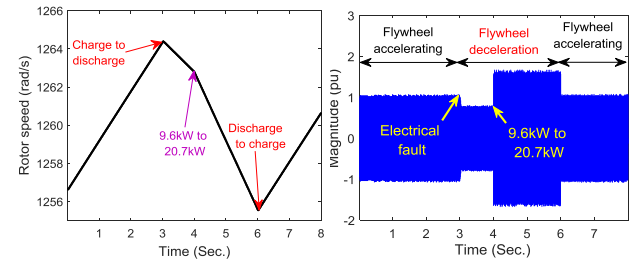 1266
1264
1262
1260
1258
1256
Rotor speed (rad/s)
Charge to
discharge
9.6kW to
20.7kW
Discharge
to charge
1 2 3 4 5 6 7 8
Time (Sec.)
3
2
1
0
-1
-2
Magnitude (pu)
Flywheel
accelerating
Flywheel
deceleration
Flywheel
accelerating
Electrical
fault
9.6kW to
20.7kW
1 2 3 4 5 6 7
Time (Sec.)